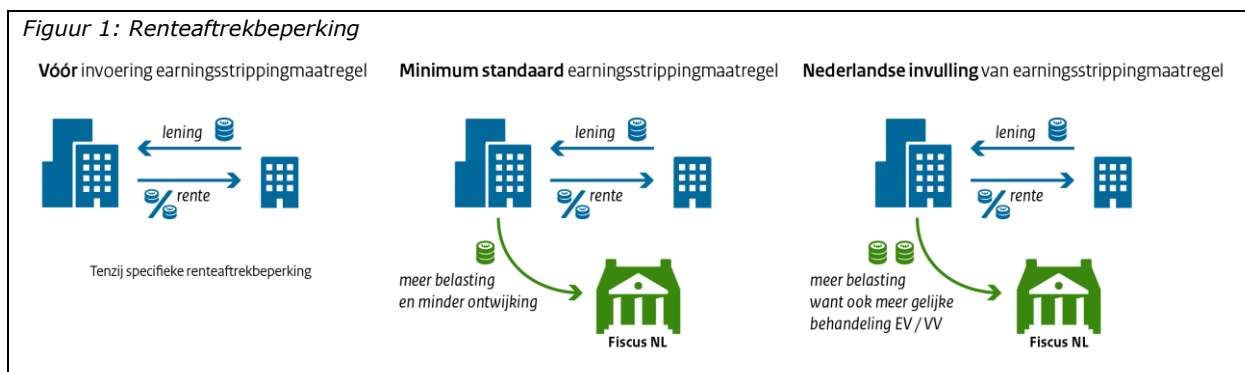 Figuur 1: Renteaftrekbeperking
Vóór invoering earningsstrippingmaatregel
lening
rente
Tenzij specifieke renteaftrekbeperking
Minimum standaard earningsstrippingmaatregel
lening
rente
meer belasting
en minder ontwijking
Fiscus NL
Nederlandse invulling van earningsstrippingmaatregel
lening
rente
meer belasting
want ook meer gelijke
behandeling EV / VV
Fiscus NL